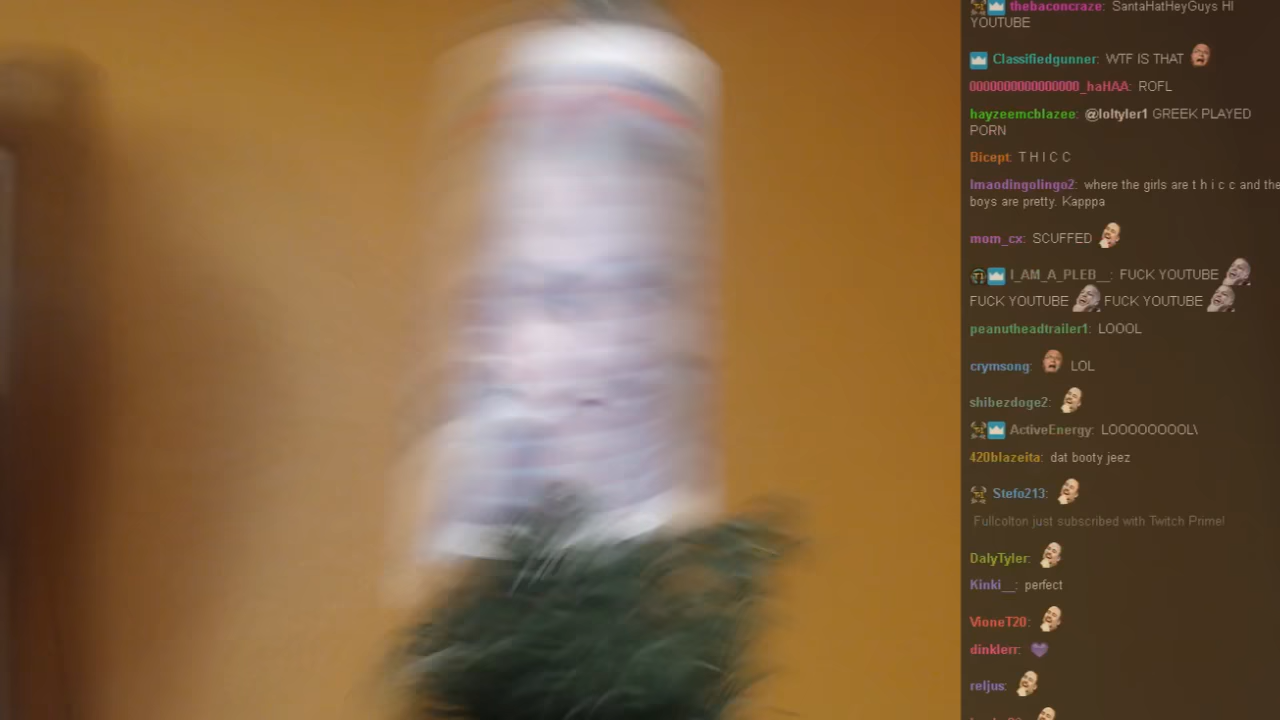 thebaconcraze: SantaHatHeyGuys HI
YOUTUBE
Classifiedgunner: WTF IS THAT
0000000000000000_haHAA: ROFL
hayzeemcblazee: @loltyler1 GREEK PLAYED
PORN
Bicept: T H I C C
lmaodingolingo2: where the girls are t h i c c and the
boys are pretty. Kapppa
mom_cx: SCUFFED
I_AM_A_PLEB__: FUCK YOUTUBE
FUCK YOUTUBE FUCK YOUTUBE
peanutheadtrailer1: LOOOL
crymsong: LOL
shibezdoge2:
ActiveEnergy: LOOOOOOOOL\
420blazeita: dat booty jeez
Stefo213:
Fullcolton just subscribed with Twitch Prime!
DalyTyler:
Kinki__: perfect
VioneT20:
dinklerr:
reljus: